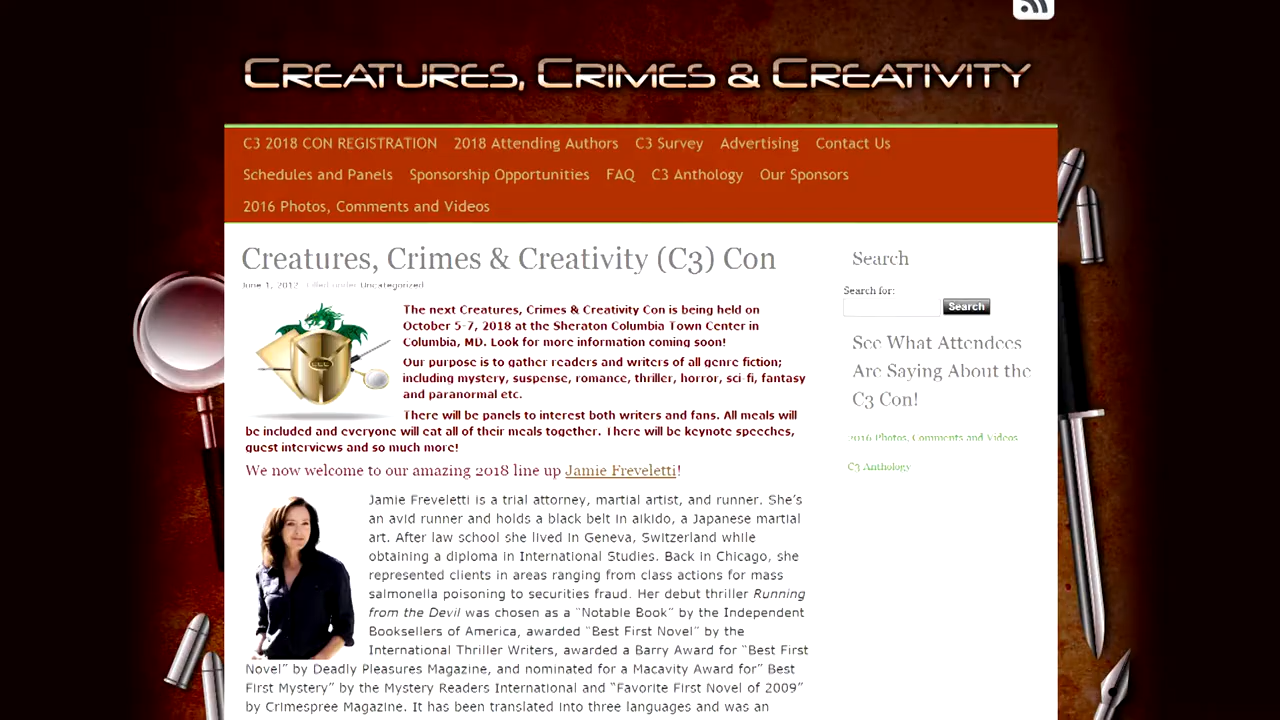 CREATURES, CRIMES & CREATIVITY
C3 2018 CON REGISTRATION 2018 Attending Authors C3 Survey Advertising Contact Us
Schedules and Panels Sponsorship Opportunities FAQ C3 Anthology Our Sponsors
2016 Photos, Comments and Videos
Creatures, Crimes & Creativity (C3) Con
June 1, 2012 Filed under Uncategorized
The next Creatures, Crimes & Creativity Con is being held on
October 5-7, 2018 at the Sheraton Columbia Town Center in
Columbia, MD. Look for more information coming soon!
Our purpose is to gather readers and writers of all genre fiction;
including mystery, suspense, romance, thriller, horror, sci-fi, fantasy
and paranormal etc.
There will be panels to interest both writers and fans. All meals will
be included and everyone will eat all of their meals together. There will be keynote speeches,
guest interviews and so much more!
We now welcome to our amazing 2018 line up Jamie Freveletti!
Jamie Freveletti is a trial attorney, martial artist, and runner. She's
an avid runner and holds a black belt in aikido, a Japanese martial
art. After law school she lived in Geneva, Switzerland while
obtaining a diploma in International Studies. Back in Chicago, she
represented clients in areas ranging from class actions for mass
salmonella poisoning to securities fraud. Her debut thriller Running
from the Devil was chosen as a "Notable Book" by the Independent
Booksellers of America, awarded "Best First Novel" by the
International Thriller Writers, awarded a Barry Award for "Best First
Novel" by Deadly Pleasures Magazine, and nominated for a Macavity Award for" Best
First Mystery" by the Mystery Readers International and "Favorite First Novel of 2009"
by Crimespree Magazine. It has been translated into three languages and was an
Search
Search for:
Search
See What Attendees
Are Saying About the
C3 Con!
2016 Photos, Comments and Videos
C3 Anthology